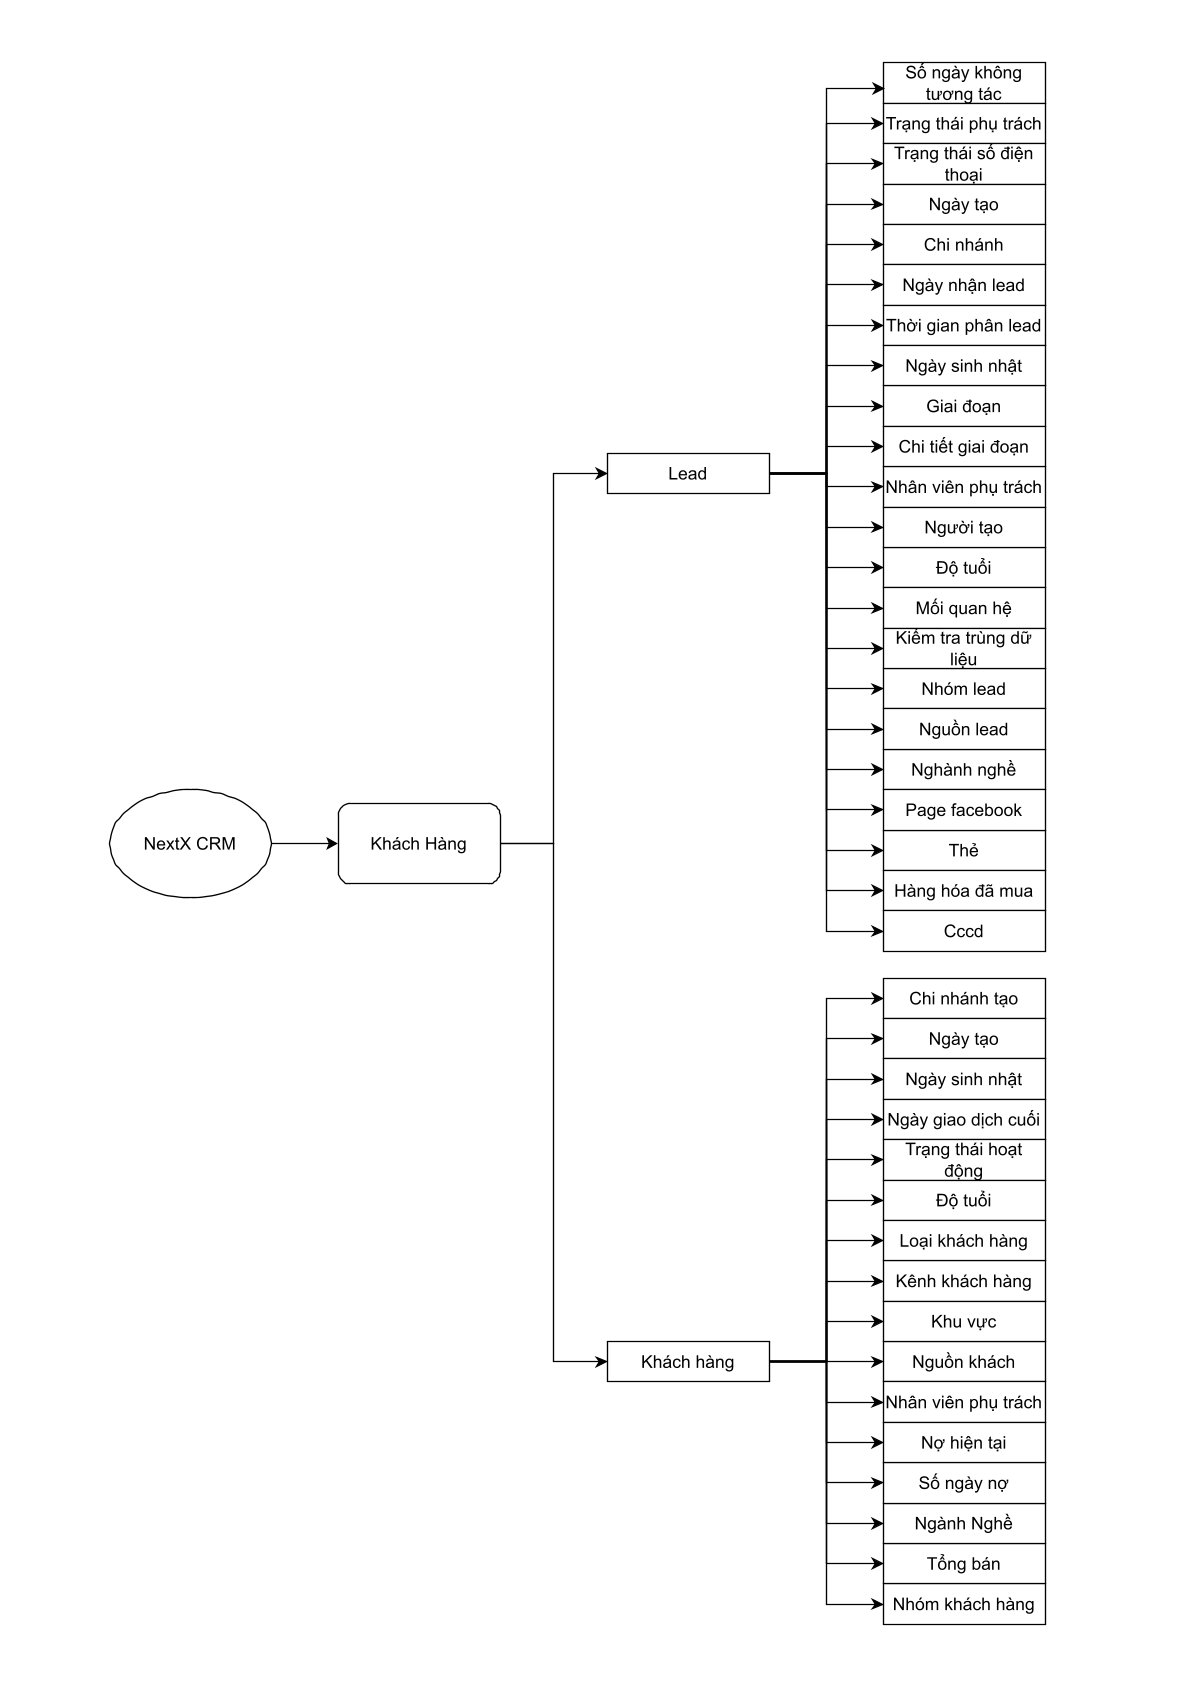 Số ngày không
tương tác
Trạng thái phụ trách
Trạng thái số điện
thoại
Ngày tạo
Chi nhánh
Ngày nhận lead
Thời gian phân lead
Ngày sinh nhật
Giai đoạn
Chi tiết giai đoạn
Lead
Nhân viên phụ trách
Người tạo
Độ tuổi
Mối quan hệ
Kiểm tra trùng dữ
liệu
Nhóm lead
Nguồn lead
Nghành nghề
Page facebook
NextX CRM
Khách Hàng
Thẻ
Hàng hóa đã mua
Cccd
Chi nhánh tạo
Ngày tạo
Ngày sinh nhật
Ngày giao dịch cuối
Trạng thái hoạt
động
Độ tuổi
Loại khách hàng
Kênh khách hàng
Khu vực
Khách hàng
Nguồn khách
Nhân viên phụ trách
Nợ hiện tại
Số ngày nợ
Ngành Nghề
Tổng bán
Nhóm khách hàng